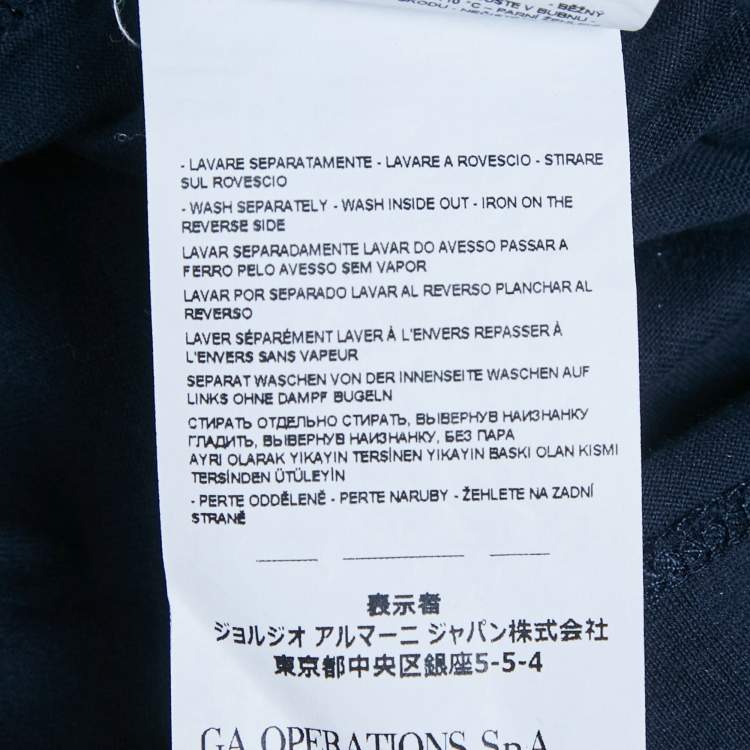 - BĚŽNÝ
- LAVARE SEPARATAMENTE - LAVARE A ROVESCIO - STIRARE
SUL ROVESCIO
- WASH SEPARATELY - WASH INSIDE OUT - IRON ON THE
REVERSE SIDE
LAVAR SEPARADAMENTE LAVAR DO AVESSO PASSAR A
FERRO PELO AVESSO SEM VAPOR
LAVAR POR SEPARADO LAVAR AL REVERSO PLANCHAR AL
REVERSO
LAVER SÉPARÉMENT LAVER À L'ENVERS REPASSER À
L'ENVERS SANS VAPEUR
SEPARAT WASCHEN VON DER INNENSEITE WASCHEN AUF
LINKS OHNE DAMPF BUGELN
СТИРАТЬ ОТДЕЛЬНО СТИРАТЬ, ВЫВЕРНУВ НАИЗНАНКУ
ГЛАДИТЬ, ВЫВЕРНУВ НАИЗНАНКУ, БЕЗ ПАРА
AYRI OLARAK YIKAYIN TERSİNEN YIKAYIN BASKI OLAN KISMI
TERSİNDEN ÜTÜLEYİN
- PERTE ODDĚLENĚ - PERTE NARUBY - ŽEHLETE NA ZADNÍ
STRANĚ
表示者
ジョルジオ アルマーニ ジャパン株式会社
東京都中央区銀座5-5-4
GA OPERATIONS SpA